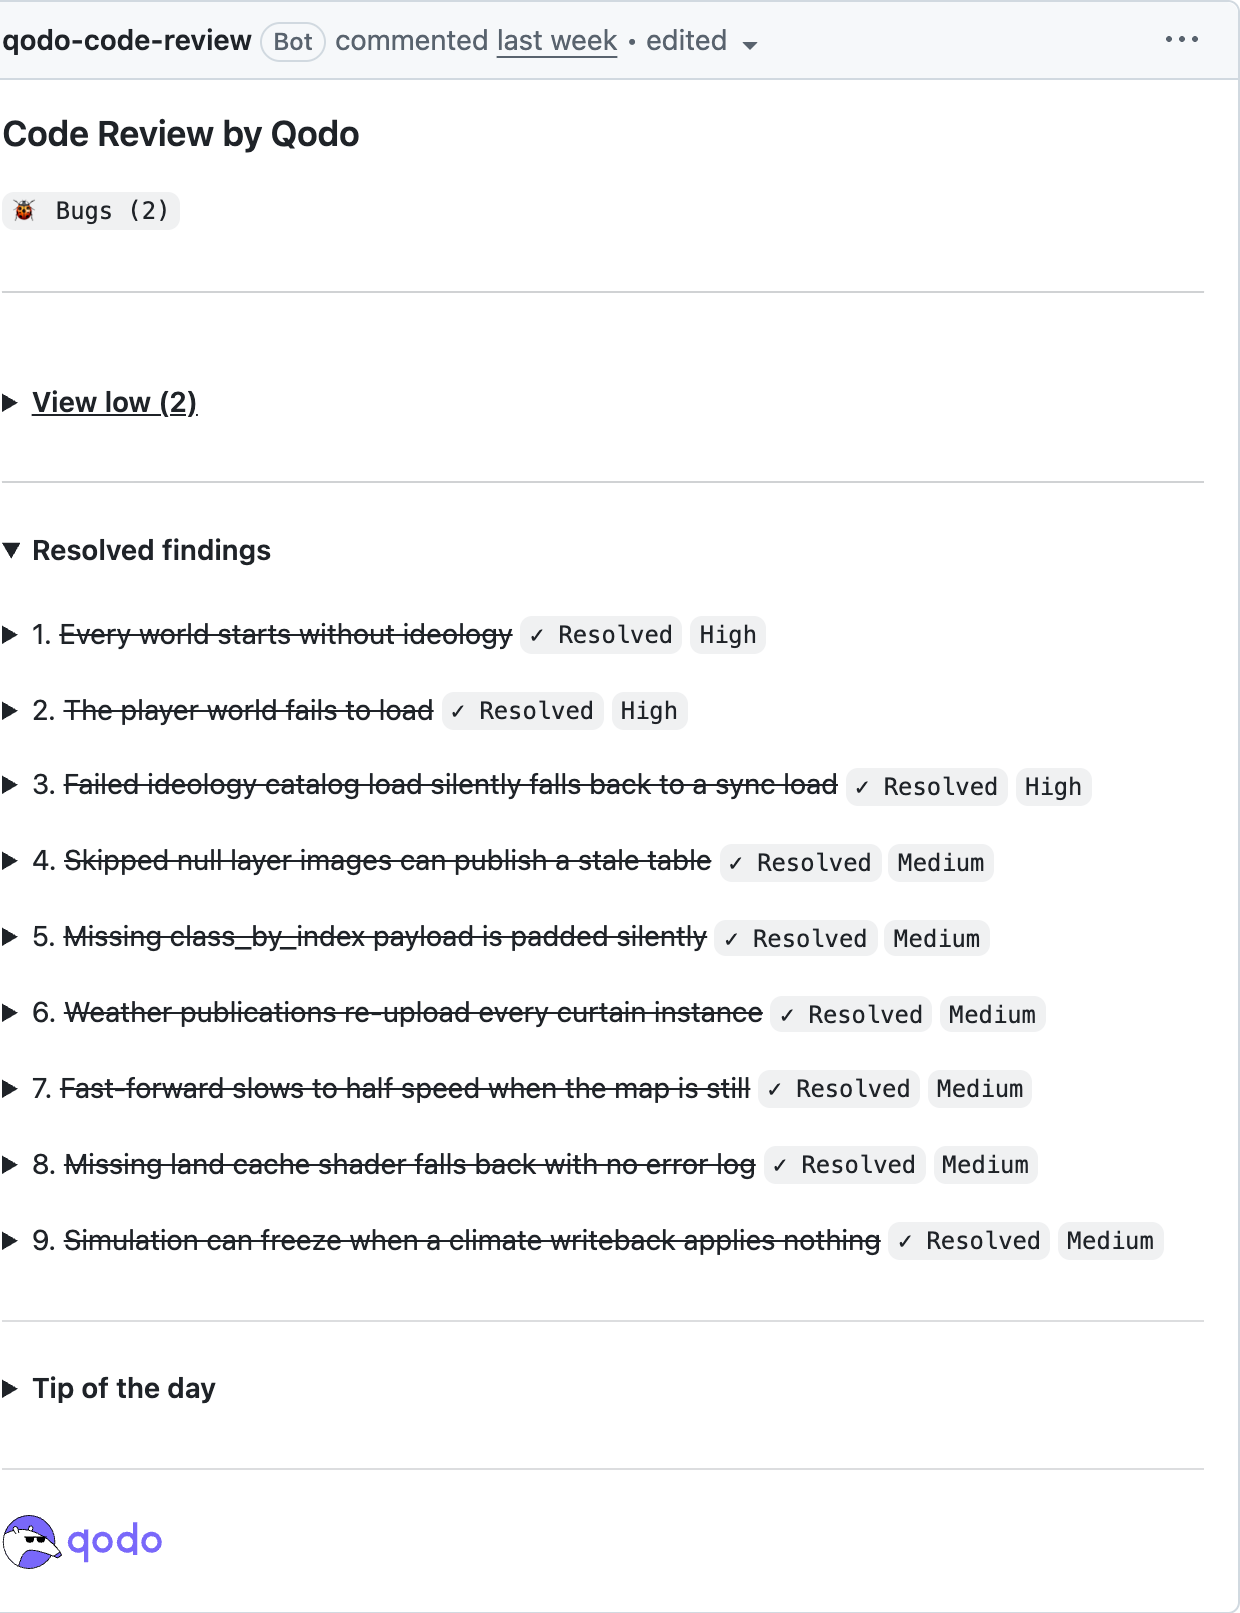 qodo-code-review Bot commented last week • edited
Code Review by Qodo
🐞 Bugs (2)
View low (2)
Resolved findings
1. Every world starts without ideology ✓ Resolved High
2. The player world fails to load ✓ Resolved High
3. Failed ideology catalog load silently falls back to a sync load ✓ Resolved High
4. Skipped null layer images can publish a stale table ✓ Resolved Medium
5. Missing class_by_index payload is padded silently ✓ Resolved Medium
6. Weather publications re-upload every curtain instance ✓ Resolved Medium
7. Fast-forward slows to half speed when the map is still ✓ Resolved Medium
8. Missing land cache shader falls back with no error log ✓ Resolved Medium
9. Simulation can freeze when a climate writeback applies nothing ✓ Resolved Medium
Tip of the day
qodo